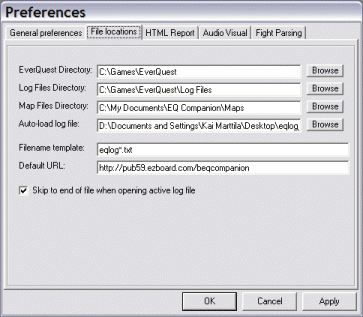 Preferences
General preferences File locations HTML Report Audio Visual Fight Parsing
EverQuest Directory: C:\Games\EverQuest Browse
Log Files Directory: C:\Games\EverQuest\Log Files Browse
Map Files Directory: C:\My Documents\EQ Companion\Maps Browse
Auto-load log file: D:\Documents and Settings\Kai Marttila\Desktop\eqlog_ Browse
Filename template: eqlog*.txt
Default URL: http://pub59.ezboard.com/beqcompanion
Skip to end of file when opening active log file
OK Cancel Apply